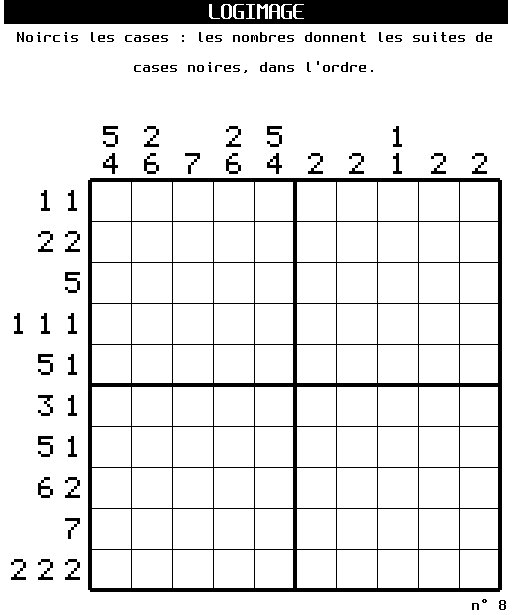 LOGIMAGE
Noircis les cases : les nombres donnent les suites de
cases noires, dans l'ordre.
5 2 2 5 1
4 6 7 6 4 2 2 1 2 2
1 1
2 2
5
1 1 1
5 1
3 1
5 1
6 2
7
2 2 2
n° 8